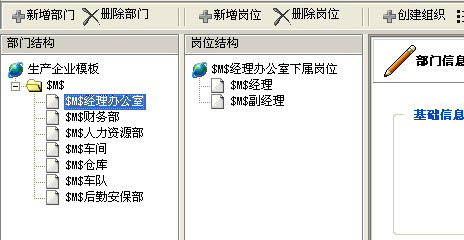 新增部门 删除部门 新增岗位 删除岗位 创建组织
部门结构
生产企业模板
$M$
$M$经理办公室
$M$财务部
$M$人力资源部
$M$车间
$M$仓库
$M$车队
$M$后勤安保部
岗位结构
$M$经理办公室下属岗位
$M$经理
$M$副经理
部门信息
基础信息